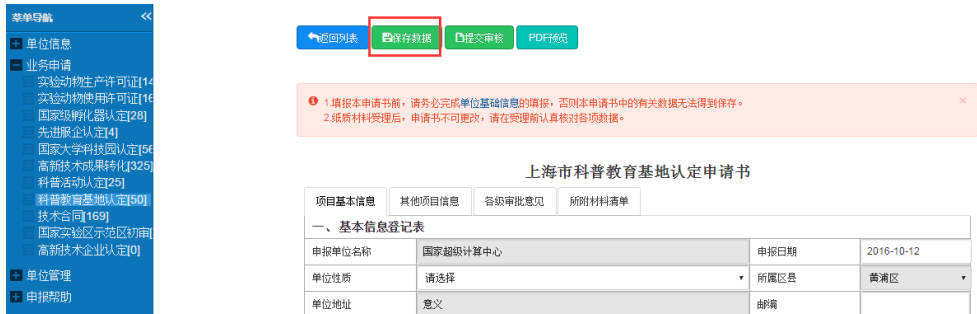 菜单导航 «
单位信息
业务申请
实验动物生产许可证[14
实验动物使用许可证[16
国家级孵化器认定[28]
先进服企认定[4]
国家大学科技园认定[56
高新技术成果转化[325]
科普活动认定[25]
科普教育基地认定[50]
技术合同[169]
国家实验区示范区初审[
高新技术企业认定[0]
单位管理
申报帮助
返回列表 保存数据 提交审核 PDF预览
1.填报本申请书前，请务必完成单位基础信息的填报，否则本申请书中的有关数据无法得到保存。 ×
2.纸质材料受理后，申请书不可更改，请在受理前认真核对各项数据。
上海市科普教育基地认定申请书
项目基本信息 其他项目信息 各级审批意见 所附材料清单
一、基本信息登记表
申报单位名称 国家超级计算中心 申报日期 2016-10-12
单位性质 请选择 所属区县 黄浦区
单位地址 意义 邮编